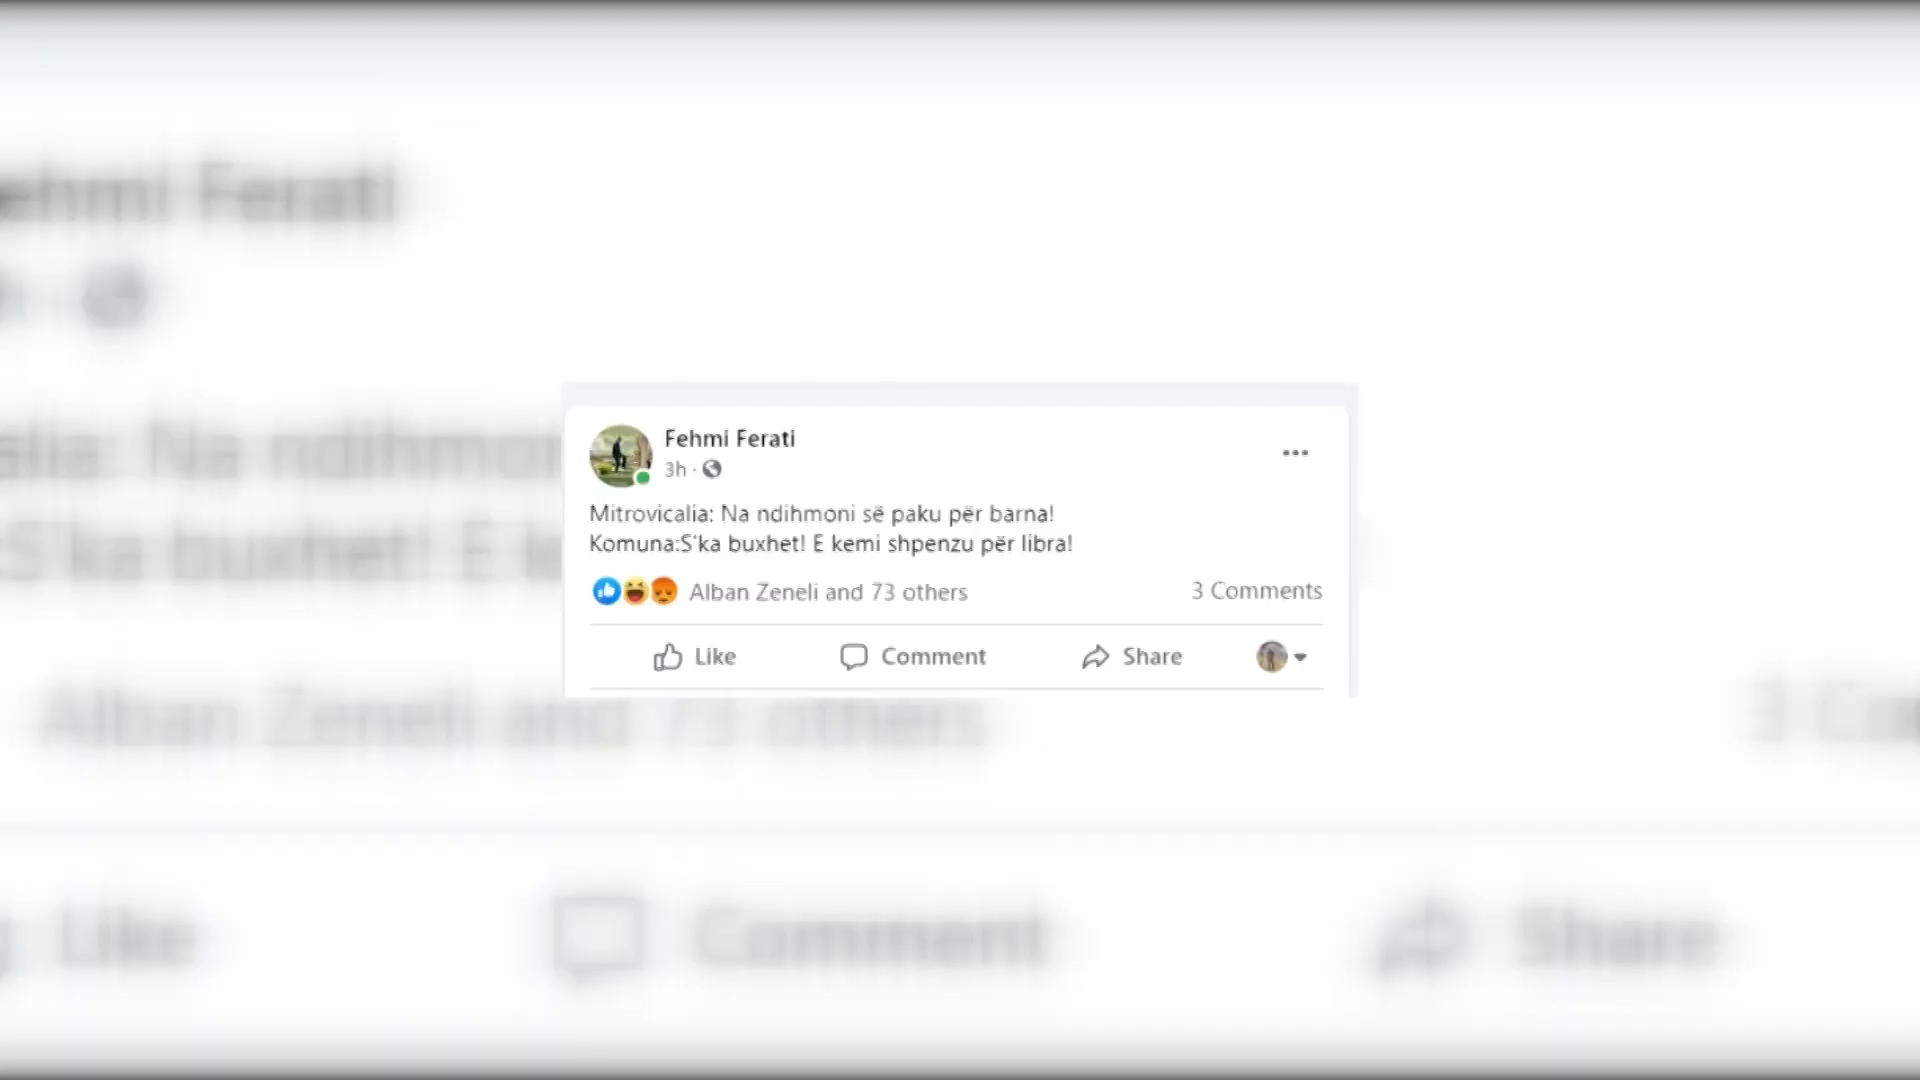 Fehmi Ferati
3h ·
Mitrovicalia: Na ndihmoni së paku për barna!
Komuna:S'ka buxhet! E kemi shpenzu për libra!
Alban Zeneli and 73 others
3 Comments
Like
Comment
Share